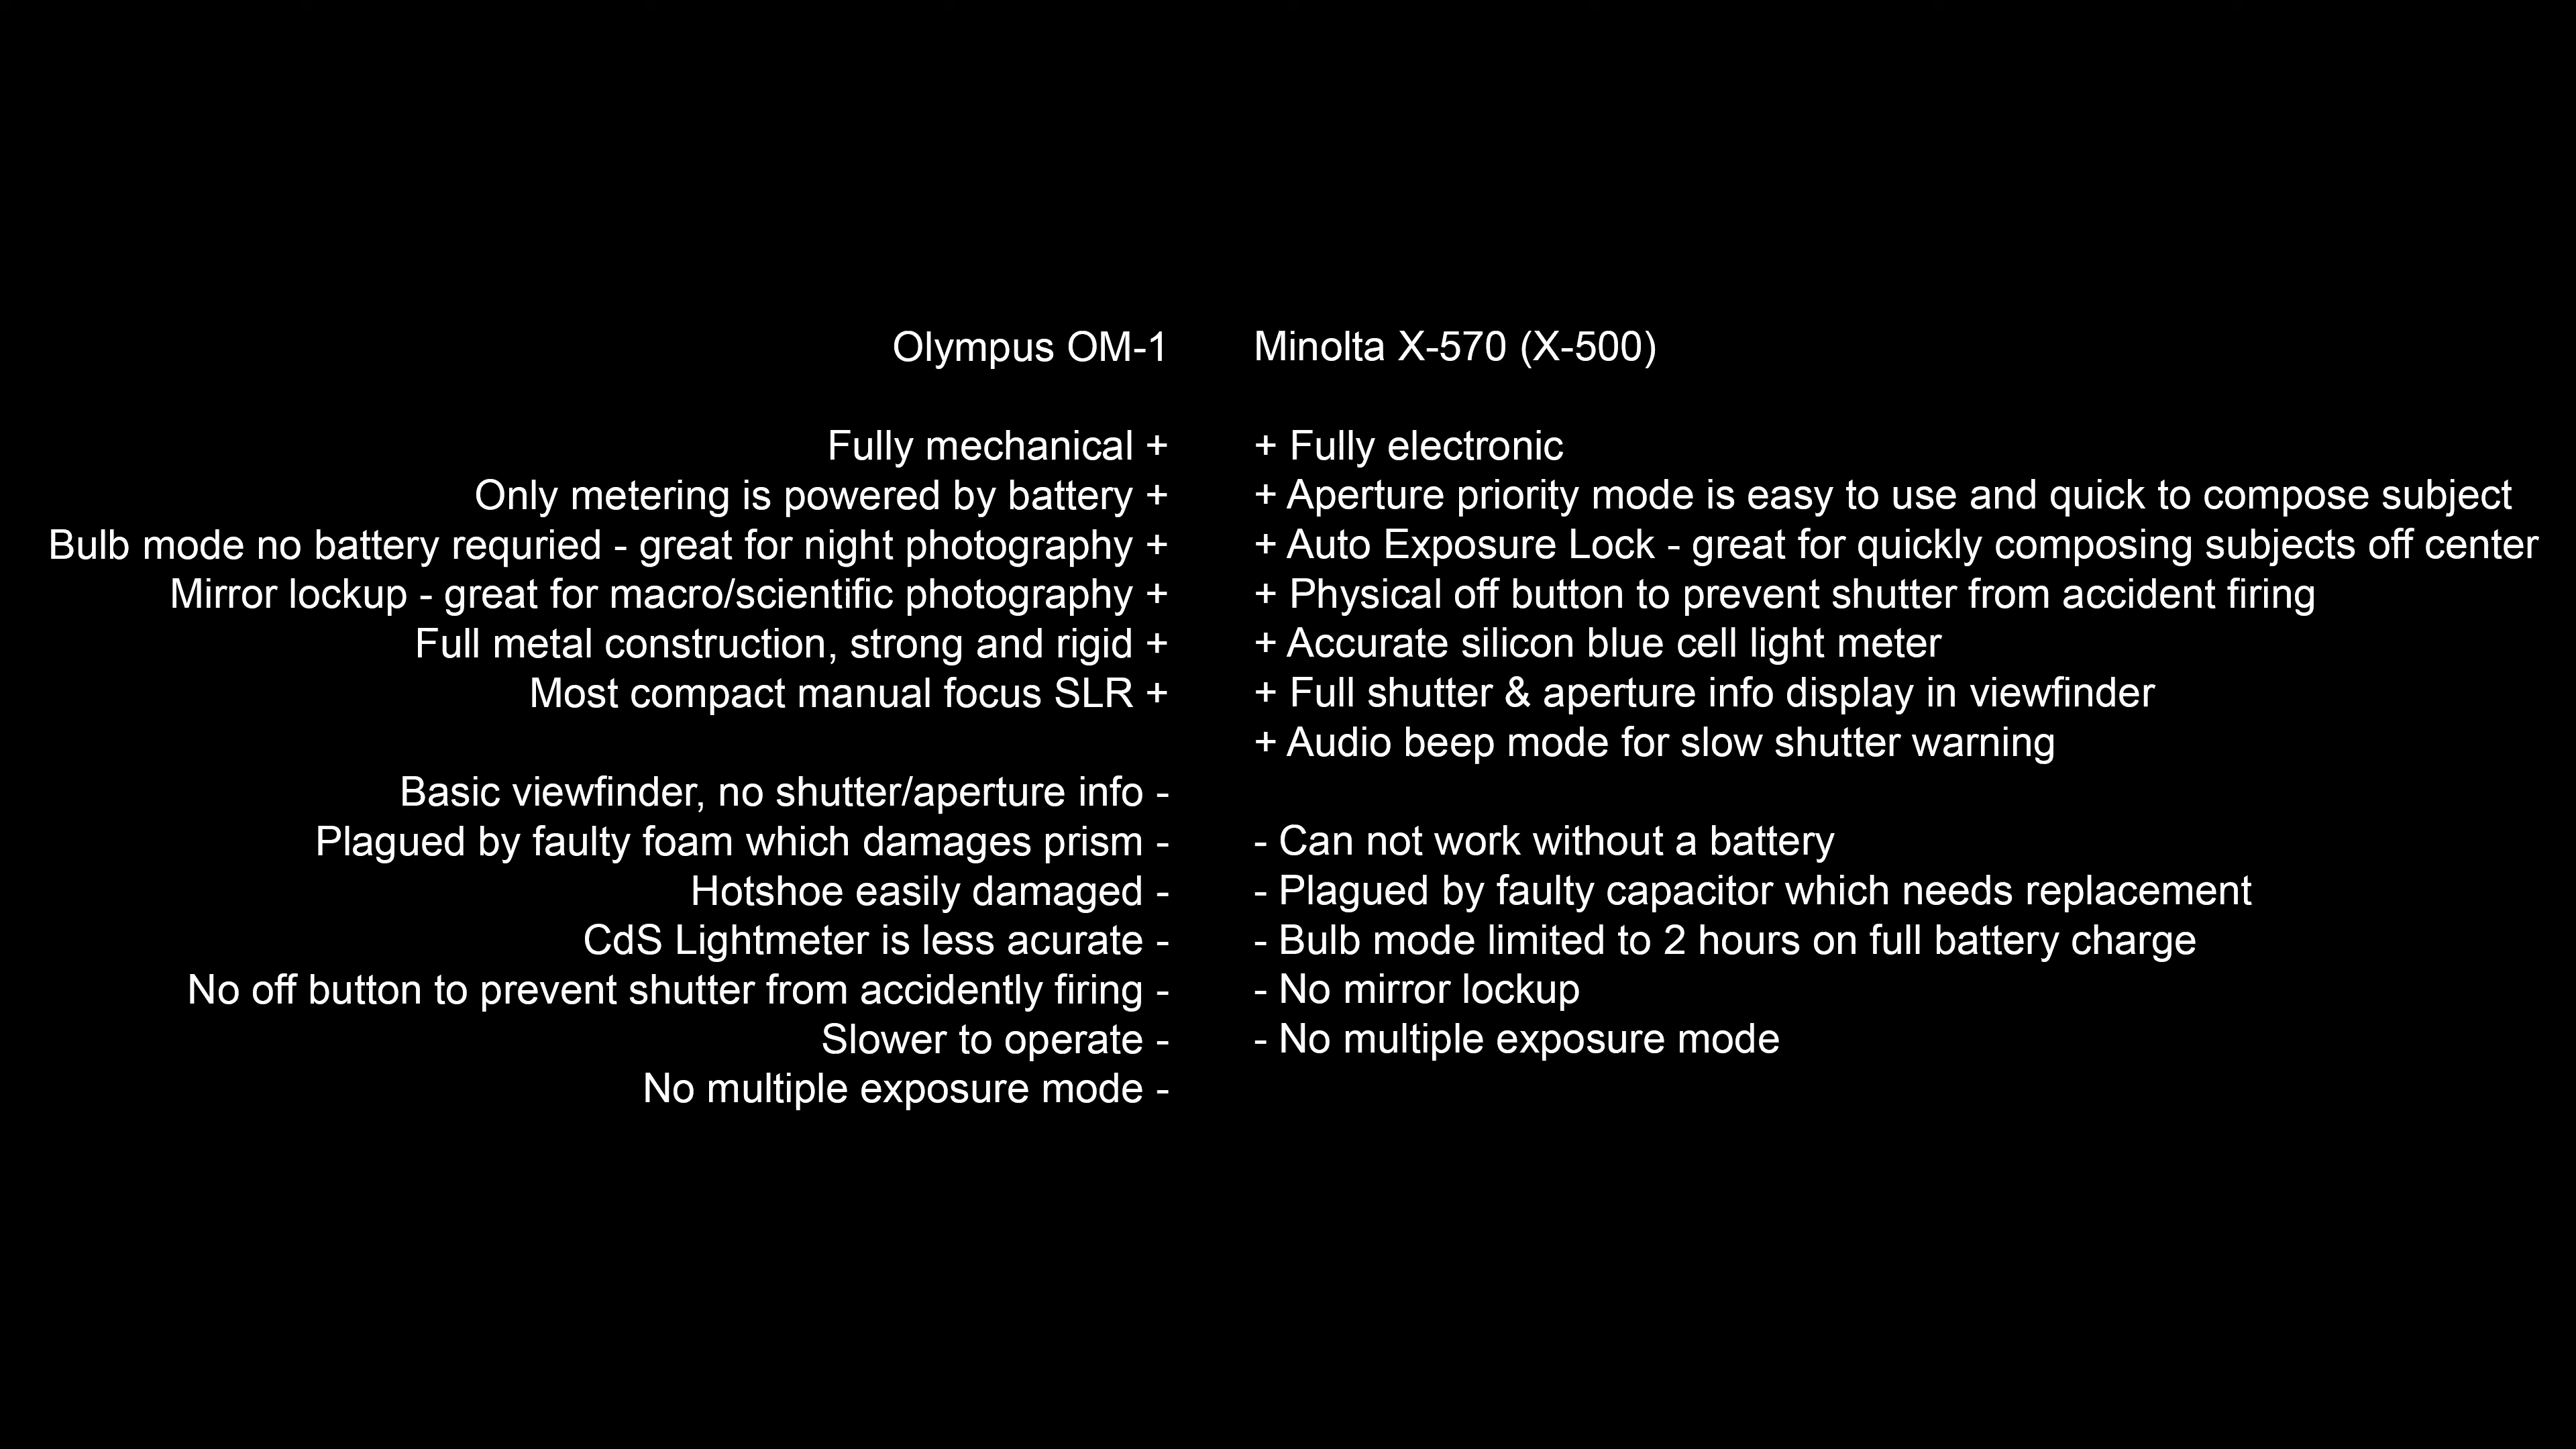 Olympus OM-1
Fully mechanical +
Only metering is powered by battery +
Bulb mode no battery requried - great for night photography +
Mirror lockup - great for macro/scientific photography +
Full metal construction, strong and rigid +
Most compact manual focus SLR +
Basic viewfinder, no shutter/aperture info -
Plagued by faulty foam which damages prism -
Hotshoe easily damaged -
CdS Lightmeter is less acurate -
No off button to prevent shutter from accidently firing -
Slower to operate -
No multiple exposure mode -
Minolta X-570 (X-500)
+ Fully electronic
+ Aperture priority mode is easy to use and quick to compose subject
+ Auto Exposure Lock - great for quickly composing subjects off center
+ Physical off button to prevent shutter from accident firing
+ Accurate silicon blue cell light meter
+ Full shutter & aperture info display in viewfinder
+ Audio beep mode for slow shutter warning
- Can not work without a battery
- Plagued by faulty capacitor which needs replacement
- Bulb mode limited to 2 hours on full battery charge
- No mirror lockup
- No multiple exposure mode